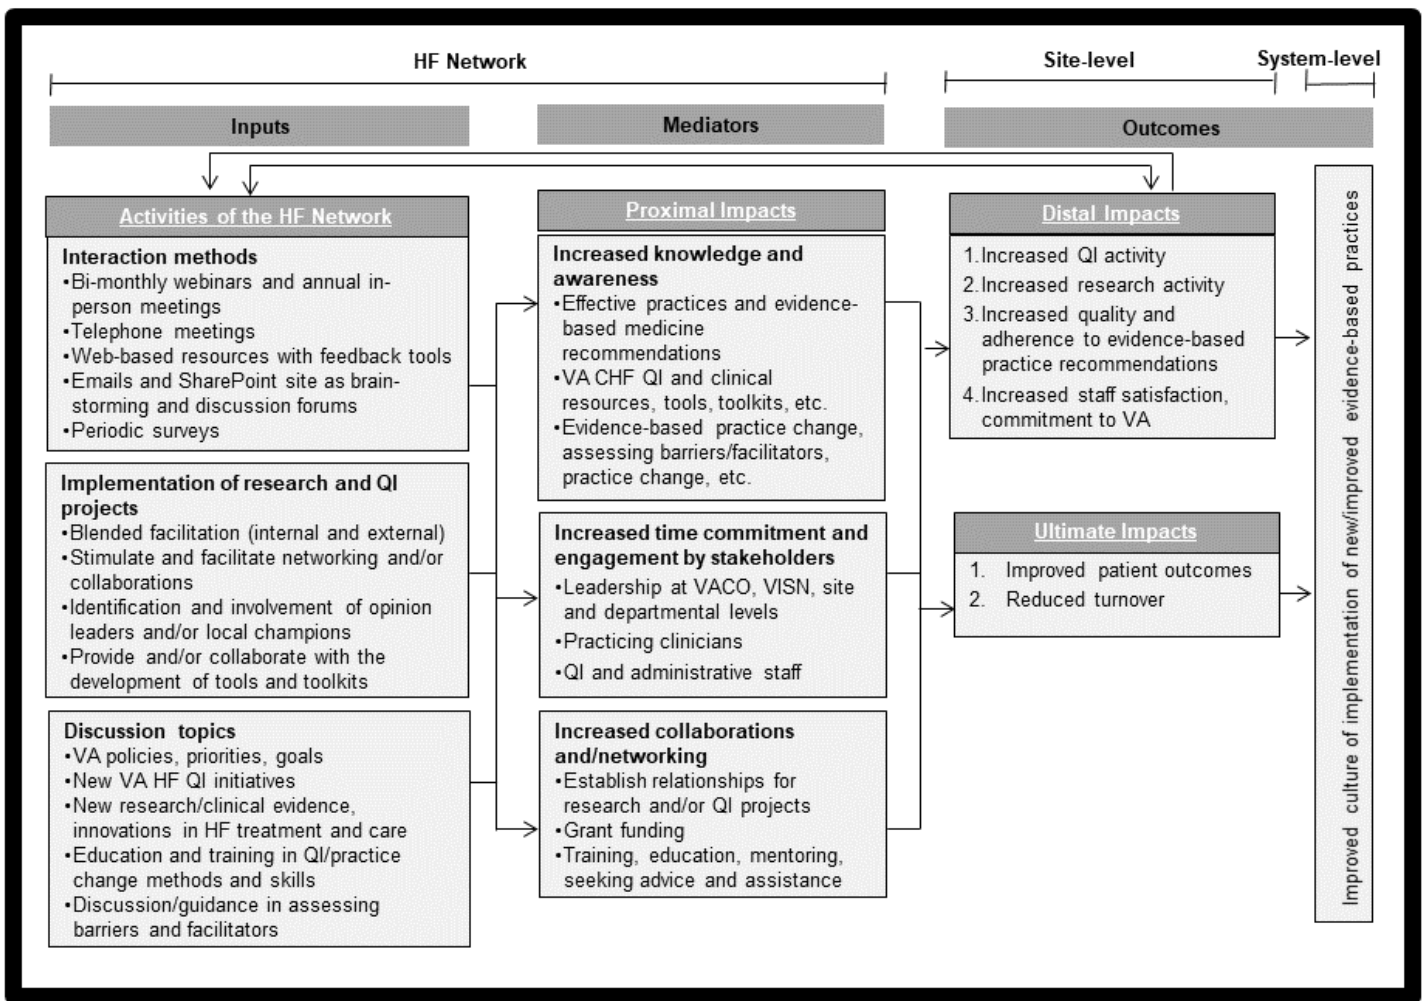 HF Network
Site-level
System-level
Inputs
Mediators
Outcomes
Activities of the HF Network
Interaction methods
•Bi-monthly webinars and annual in-
person meetings
•Telephone meetings
•Web-based resources with feedback tools
•Emails and SharePoint site as brain-
storming and discussion forums
•Periodic surveys
Implementation of research and QI
projects
•Blended facilitation (internal and external)
•Stimulate and facilitate networking and/or
collaborations
•Identification and involvement of opinion
leaders and/or local champions
•Provide and/or collaborate with the
development of tools and toolkits
Discussion topics
•VA policies, priorities, goals
•New VA HF QI initiatives
•New research/clinical evidence,
innovations in HF treatment and care
•Education and training in QI/practice
change methods and skills
•Discussion/guidance in assessing
barriers and facilitators
Proximal Impacts
Increased knowledge and
awareness
•Effective practices and evidence-
based medicine
recommendations
•VA CHF QI and clinical
resources, tools, toolkits, etc.
•Evidence-based practice change,
assessing barriers/facilitators,
practice change, etc.
Increased time commitment and
engagement by stakeholders
•Leadership at VACO, VISN, site
and departmental levels
•Practicing clinicians
•QI and administrative staff
Increased collaborations
and/networking
•Establish relationships for
research and/or QI projects
•Grant funding
•Training, education, mentoring,
seeking advice and assistance
Distal Impacts
1.Increased QI activity
2.Increased research activity
3.Increased quality and
adherence to evidence-based
practice recommendations
4.Increased staff satisfaction,
commitment to VA
Ultimate Impacts
1. Improved patient outcomes
2. Reduced turnover
Improved culture of implementation of new/improved evidence-based practices